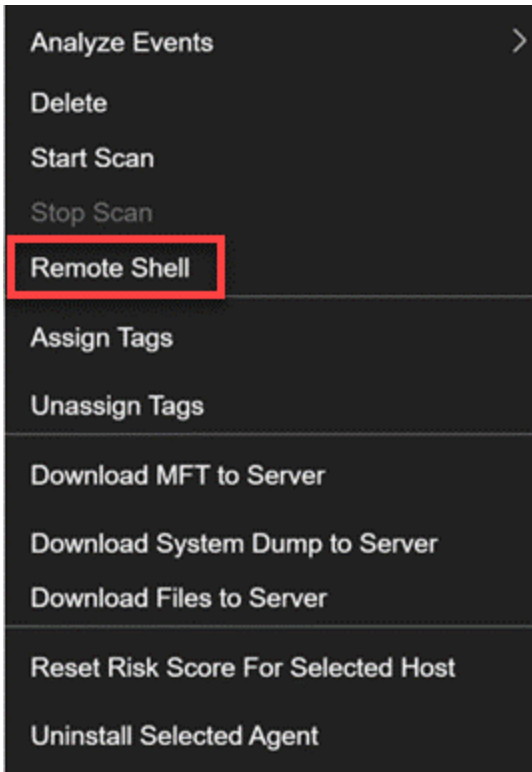 Analyze Events
Delete
Start Scan
Stop Scan
Remote Shell
Assign Tags
Unassign Tags
Download MFT to Server
Download System Dump to Server
Download Files to Server
Reset Risk Score For Selected Host
Uninstall Selected Agent